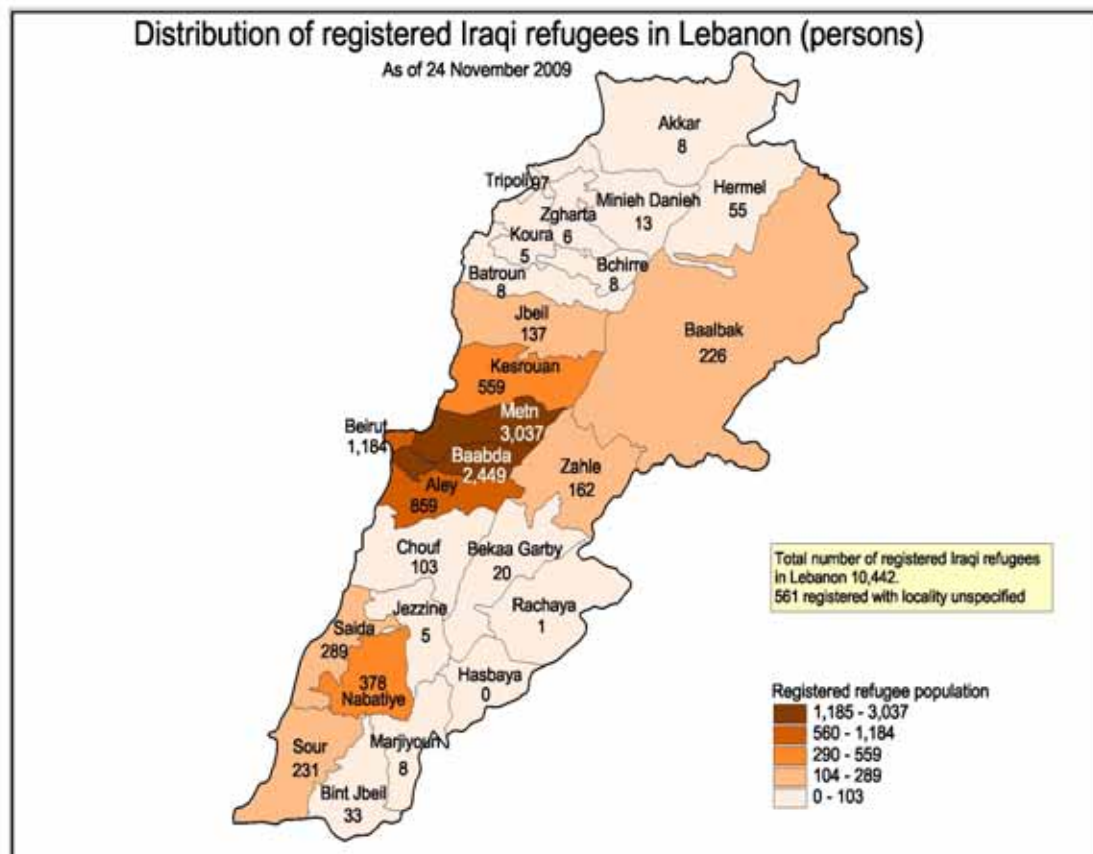 Distribution of registered Iraqi refugees in Lebanon (persons)
As of 24 November 2009
Akkar
8
Tripoli 97
Hermel
55
Minieh Danieh
13
Zgharta
6
Koura
5
Bchirre
8
Batroun
8
Jbeil
137
Baalbak
226
Kesrouan
559
Metn
3,037
Beirut
1,184
Baabda
2,449
Zahle
162
Aley
859
Chouf
103
Bekaa Garby
20
Total number of registered Iraqi refugees
in Lebanon 10,442.
561 registered with locality unspecified
Jezzine
5
Rachaya
1
Saida
289
Hasbaya
0
378
Nabatiye
Registered refugee population
1,185 - 3,037
560 - 1,184
290 - 559
104 - 289
0 - 103
Marjiyoun
8
Sour
231
Bint Jbeil
33